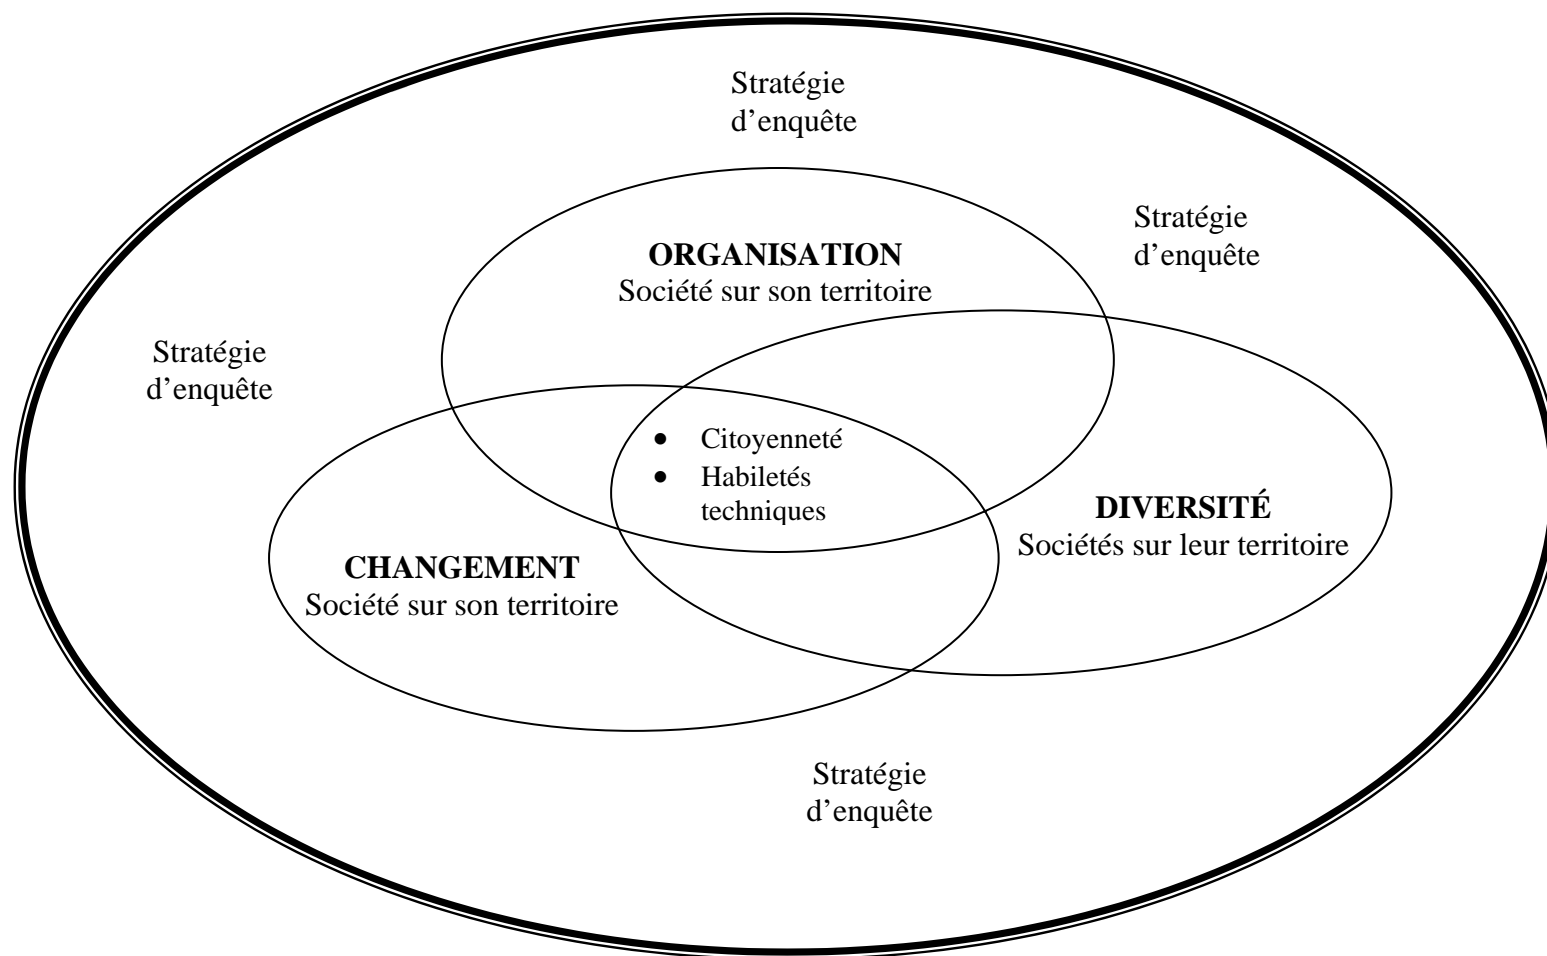 Stratégie
d’enquête
Stratégie
d’enquête
ORGANISATION
Société sur son territoire
Stratégie
d’enquête
• Citoyenneté
• Habiletés
techniques
DIVERSITÉ
Sociétés sur leur territoire
CHANGEMENT
Société sur son territoire
Stratégie
d’enquête